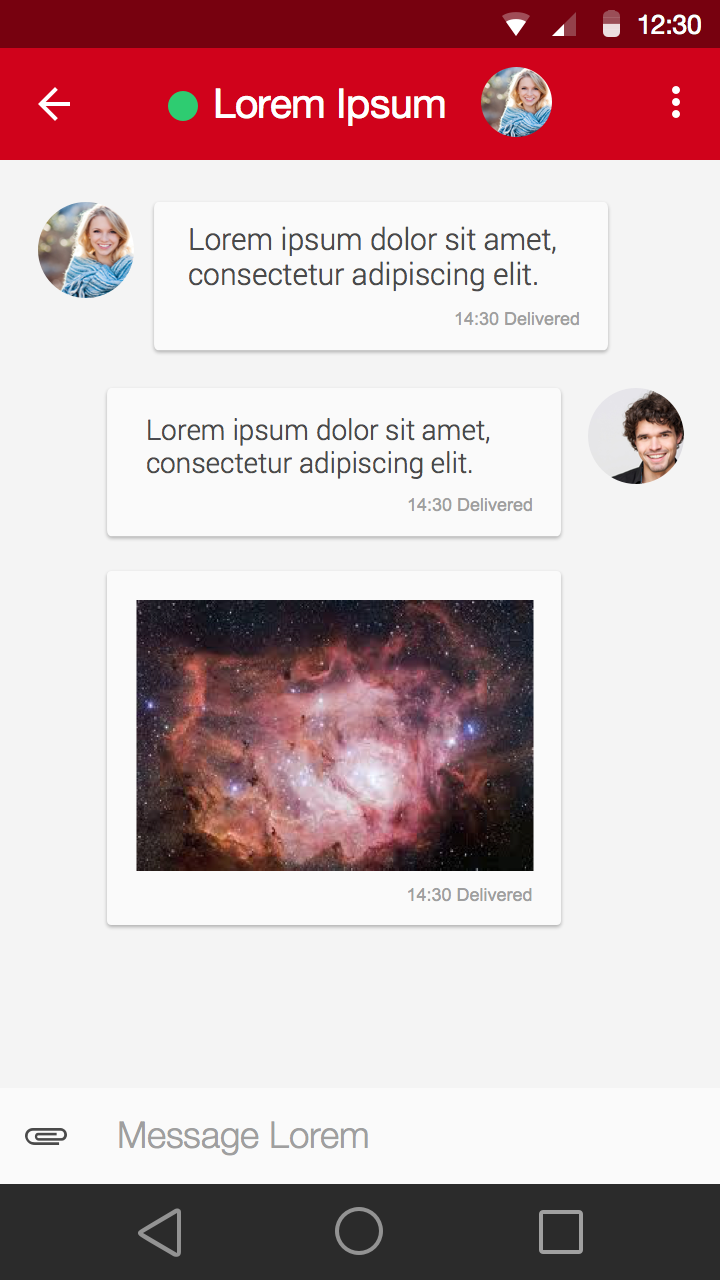 12:30
Lorem Ipsum
Lorem ipsum dolor sit amet,
consectetur adipiscing elit.
14:30 Delivered
Lorem ipsum dolor sit amet,
consectetur adipiscing elit.
14:30 Delivered
14:30 Delivered
Message Lorem